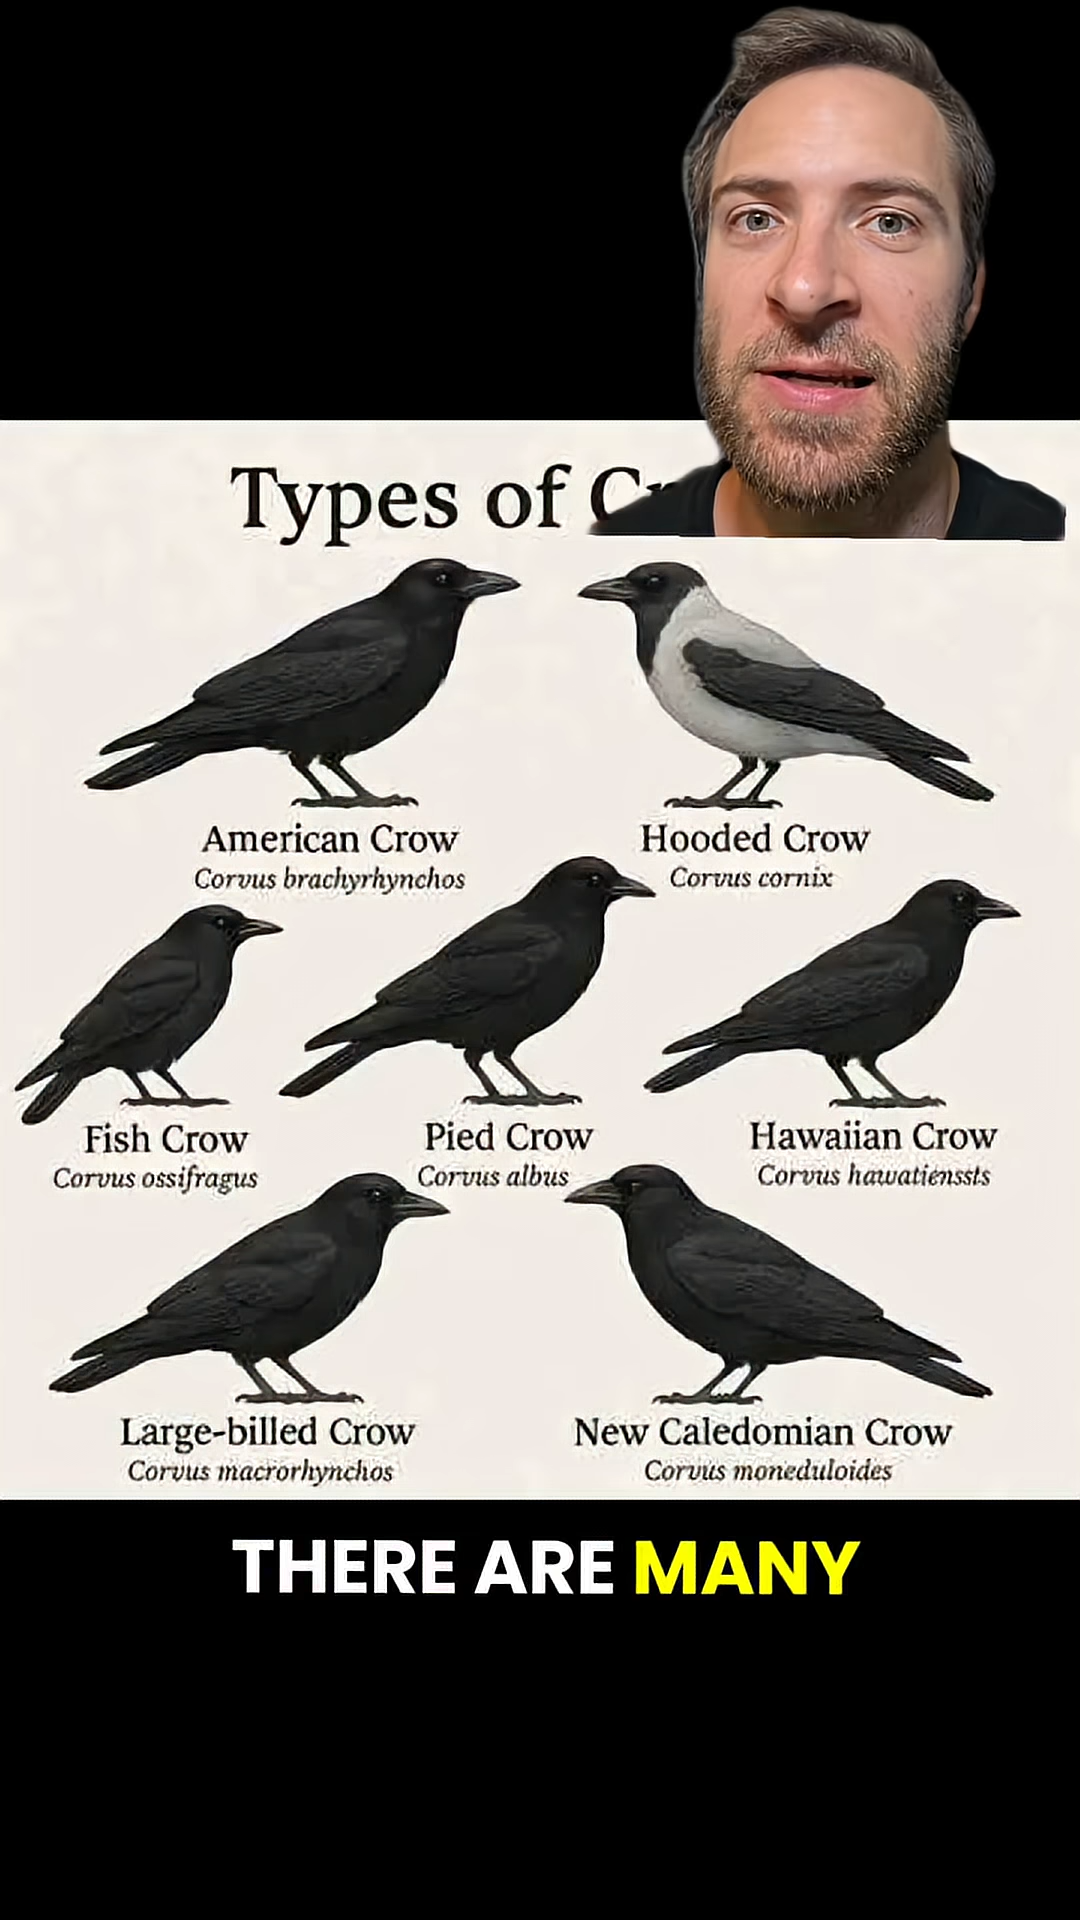 Types of
American Crow
Corvus brachyrhynchos
Hooded Crow
Corvus cornix
Fish Crow
Corvus ossifragus
Pied Crow
Corvus albus
Hawaiian Crow
Corvus hawatienssts
Large-billed Crow
Corvus macrorhynchos
New Caledomian Crow
Corvus moneduloides
THERE ARE MANY